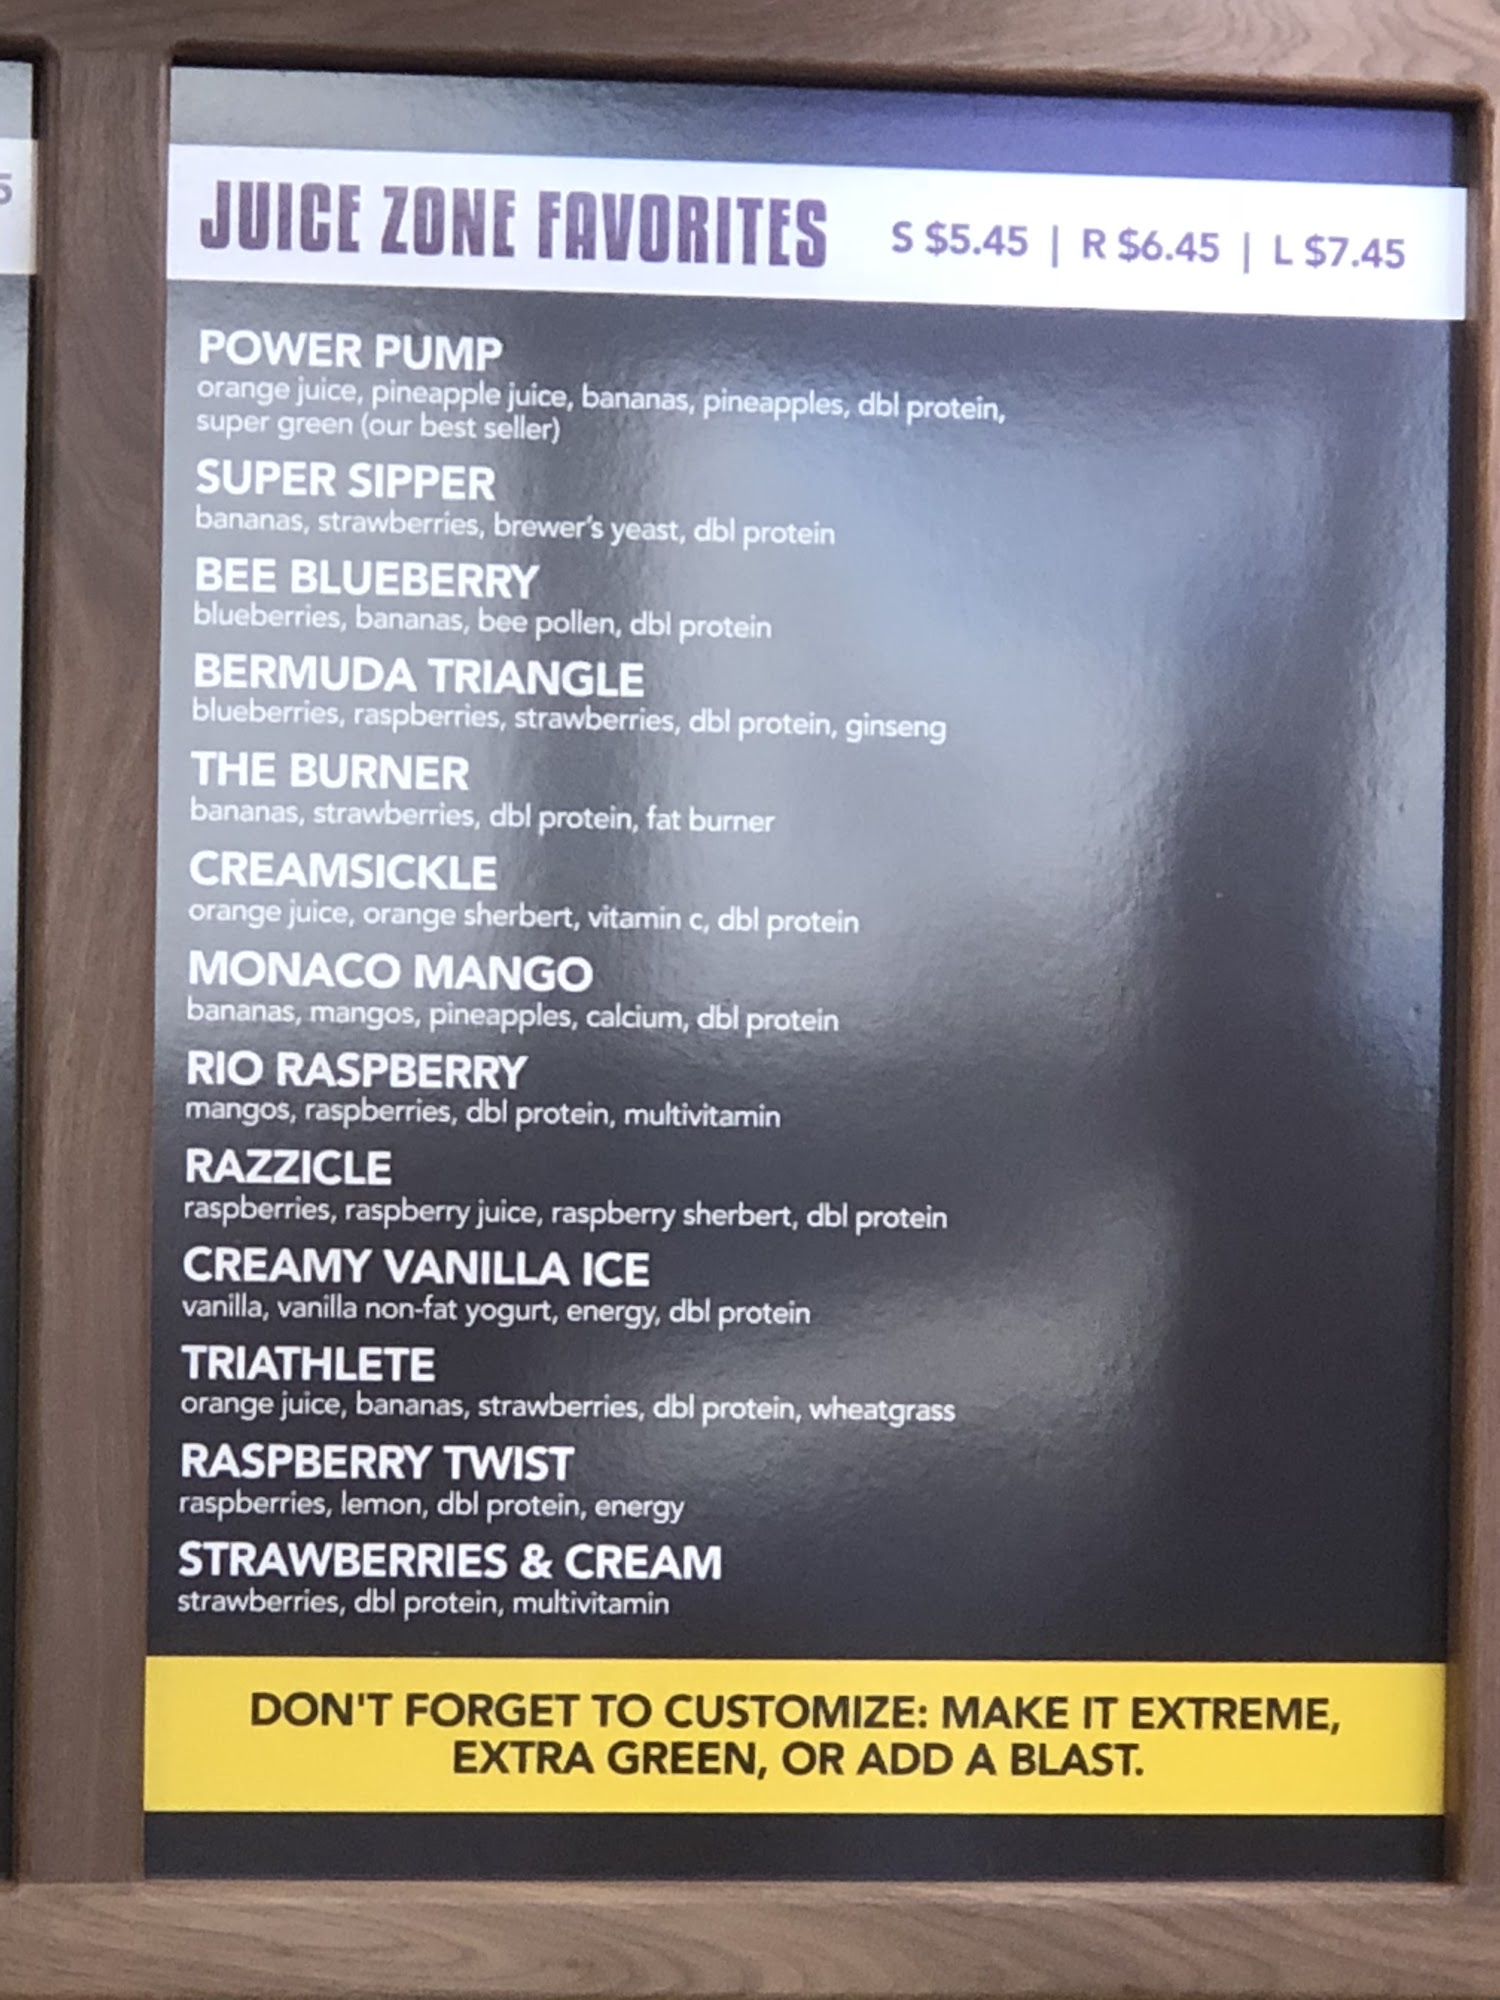 5
JUICE ZONE FAVORITES S $5.45 | R $6.45 | L $7.45
POWER PUMP
orange juice, pineapple juice, bananas, pineapples, dbl protein,
super green (our best seller)
SUPER SIPPER
bananas, strawberries, brewer's yeast, dbl protein
BEE BLUEBERRY
blueberries, bananas, bee pollen, dbl protein
BERMUDA TRIANGLE
blueberries, raspberries, strawberries, dbl protein, ginseng
THE BURNER
bananas, strawberries, dbl protein, fat burner
CREAMSICKLE
orange juice, orange sherbert, vitamin c, dbl protein
MONACO MANGO
bananas, mangos, pineapples, calcium, dbl protein
RIO RASPBERRY
mangos, raspberries, dbl protein, multivitamin
RAZZICLE
raspberries, raspberry juice, raspberry sherbert, dbl protein
CREAMY VANILLA ICE
vanilla, vanilla non-fat yogurt, energy, dbl protein
TRIATHLETE
orange juice, bananas, strawberries, dbl protein, wheatgrass
RASPBERRY TWIST
raspberries, lemon, dbl protein, energy
STRAWBERRIES & CREAM
strawberries, dbl protein, multivitamin
DON'T FORGET TO CUSTOMIZE: MAKE IT EXTREME,
EXTRA GREEN, OR ADD A BLAST.